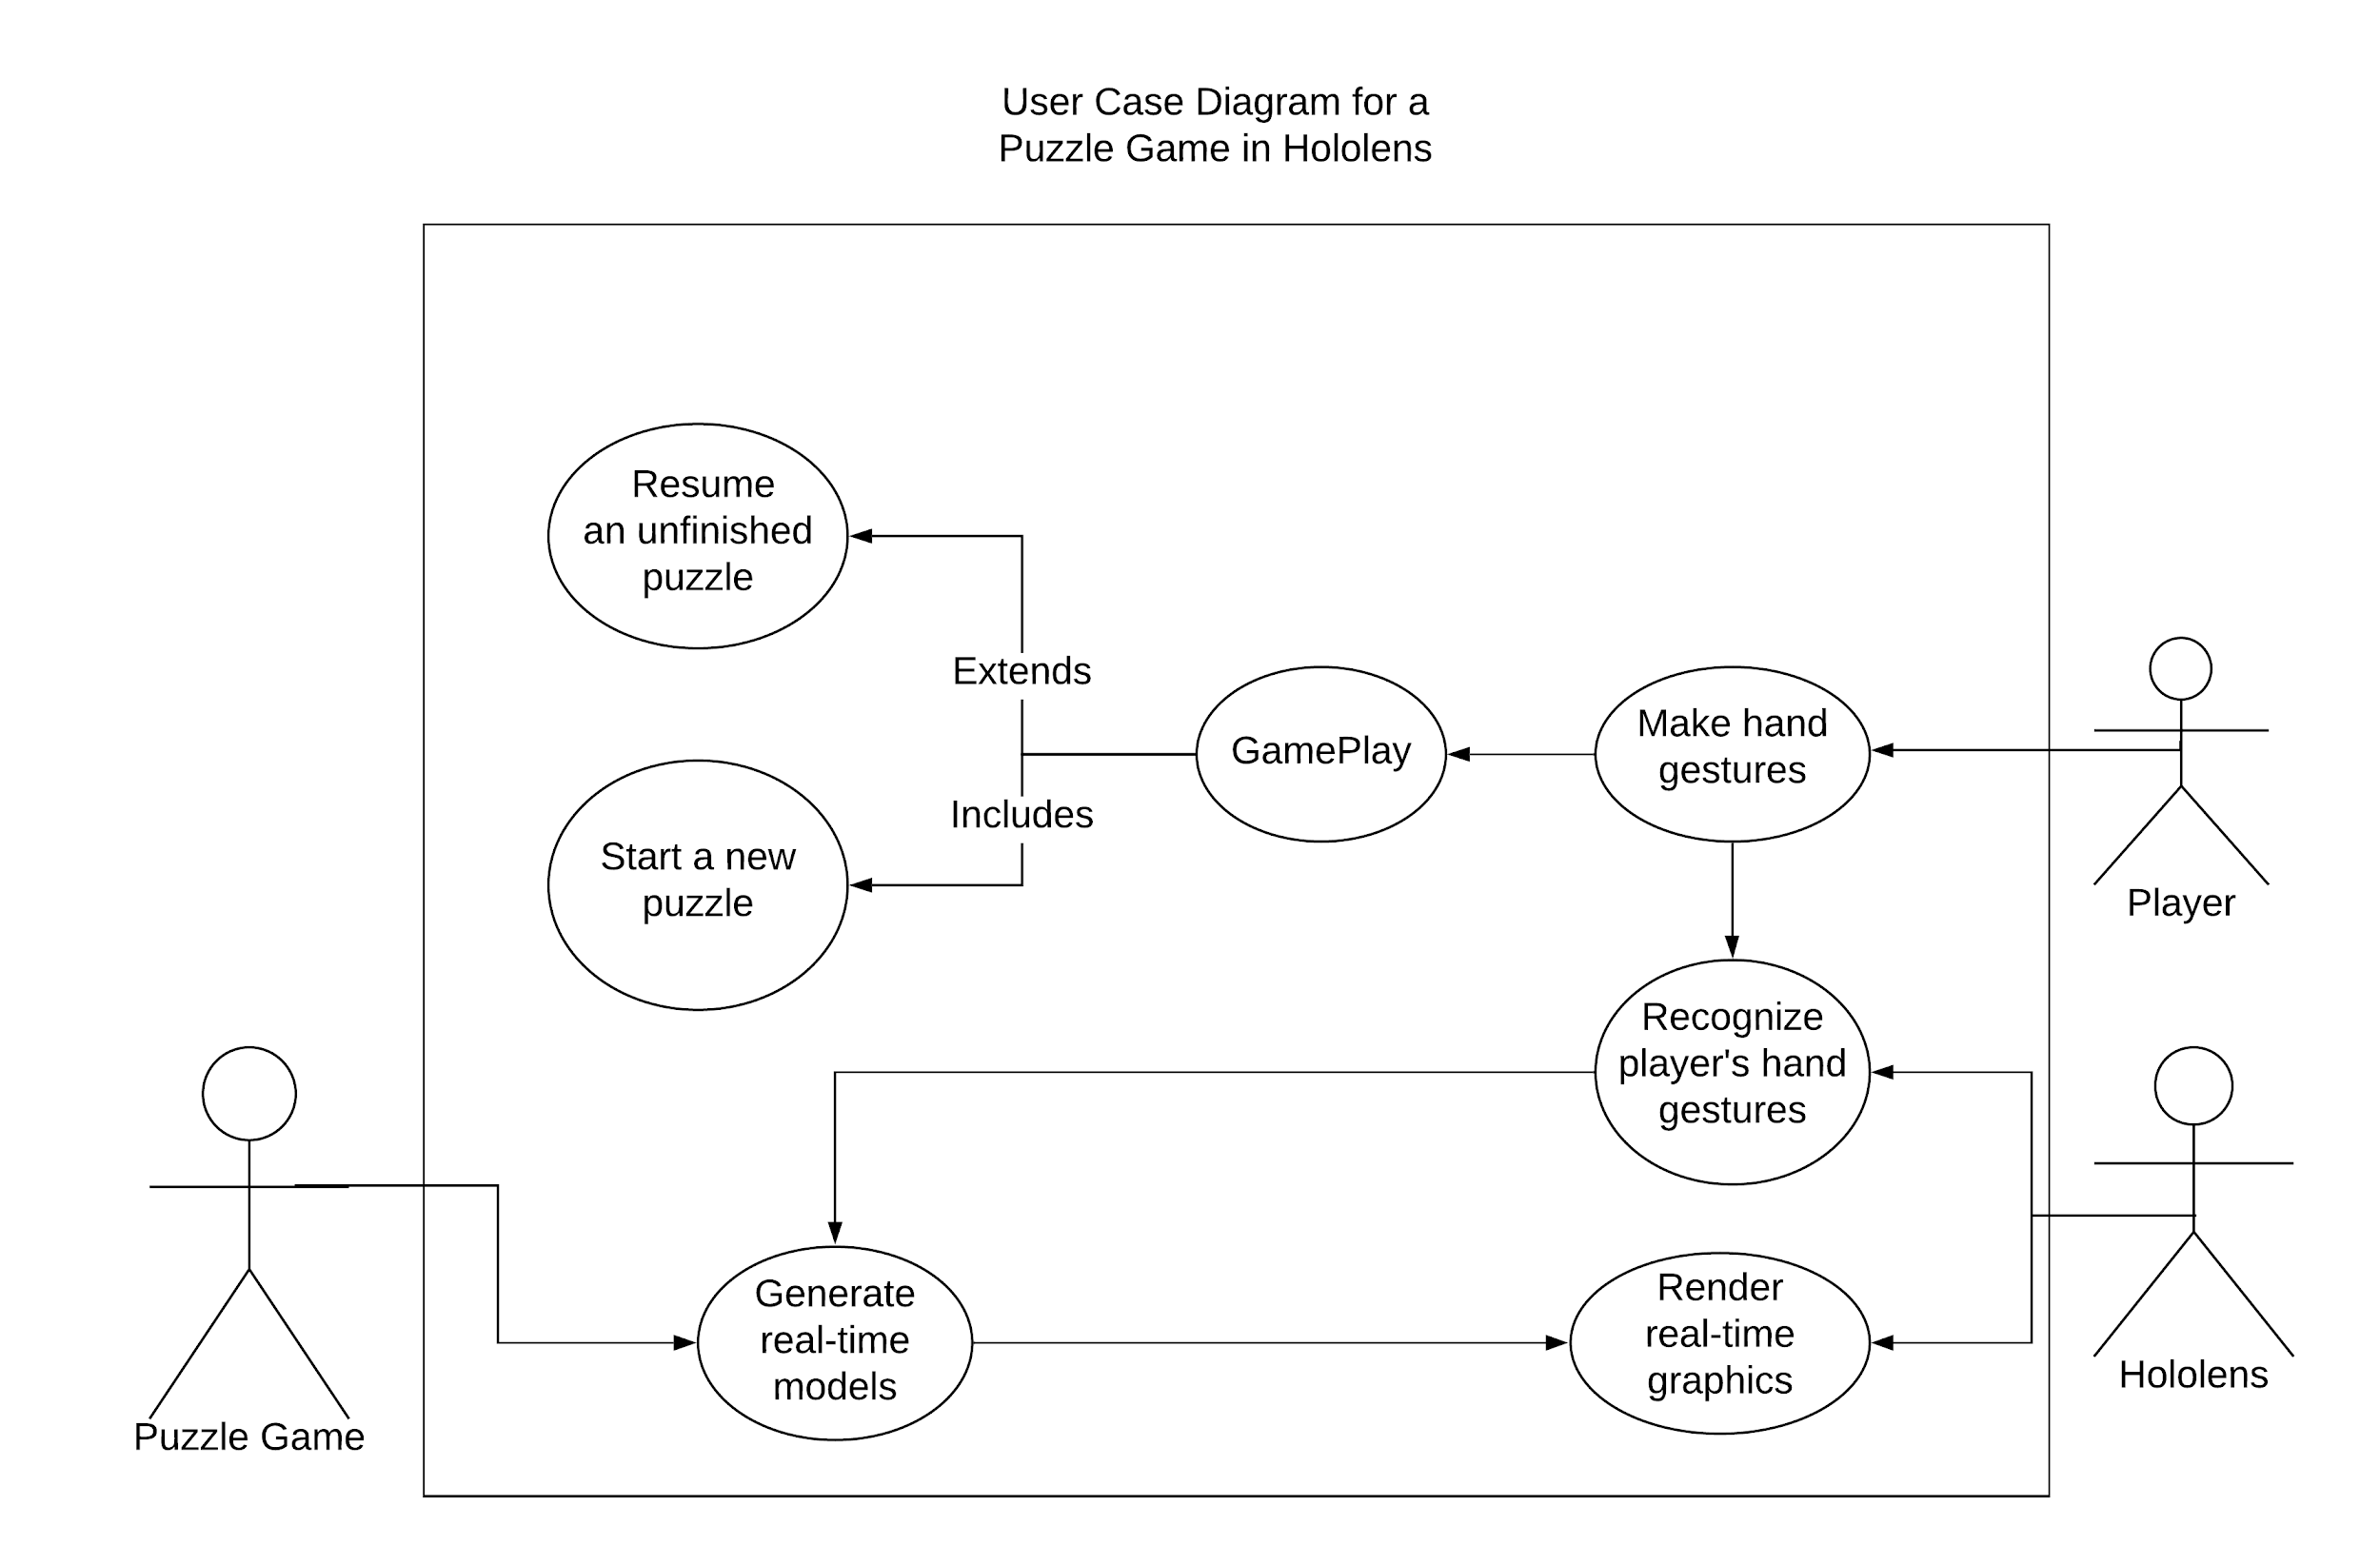 User Case Diagram for a
Puzzle Game in Hololens
Resume
an unfinished
puzzle
Extends
GamePlay
Make hand
gestures
Includes
Start a new
puzzle
Player
Recognize
player's hand
gestures
Generate
real-time
models
Render
real-time
graphics
Hololens
Puzzle Game